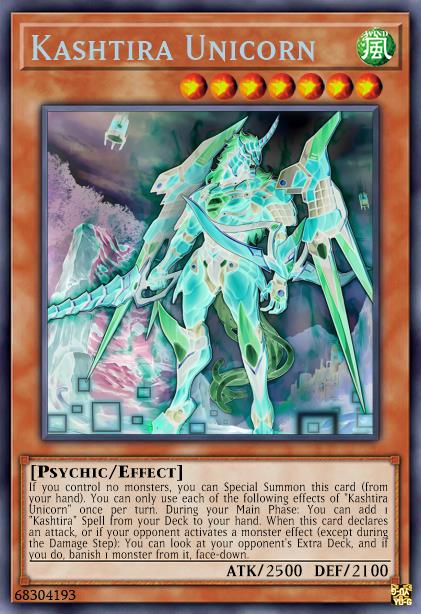 Kashtira Unicorn
WIND
風
[Psychic/Effect]
If you control no monsters, you can Special Summon this card (from
your hand). You can only use each of the following effects of "Kashtira
Unicorn" once per turn. During your Main Phase: You can add 1
"Kashtira" Spell from your Deck to your hand. When this card declares
an attack, or if your opponent activates a monster effect (except during
the Damage Step): You can look at your opponent's Extra Deck, and if
you do, banish 1 monster from it, face-down.
ATK/2500 DEF/2100
68304193